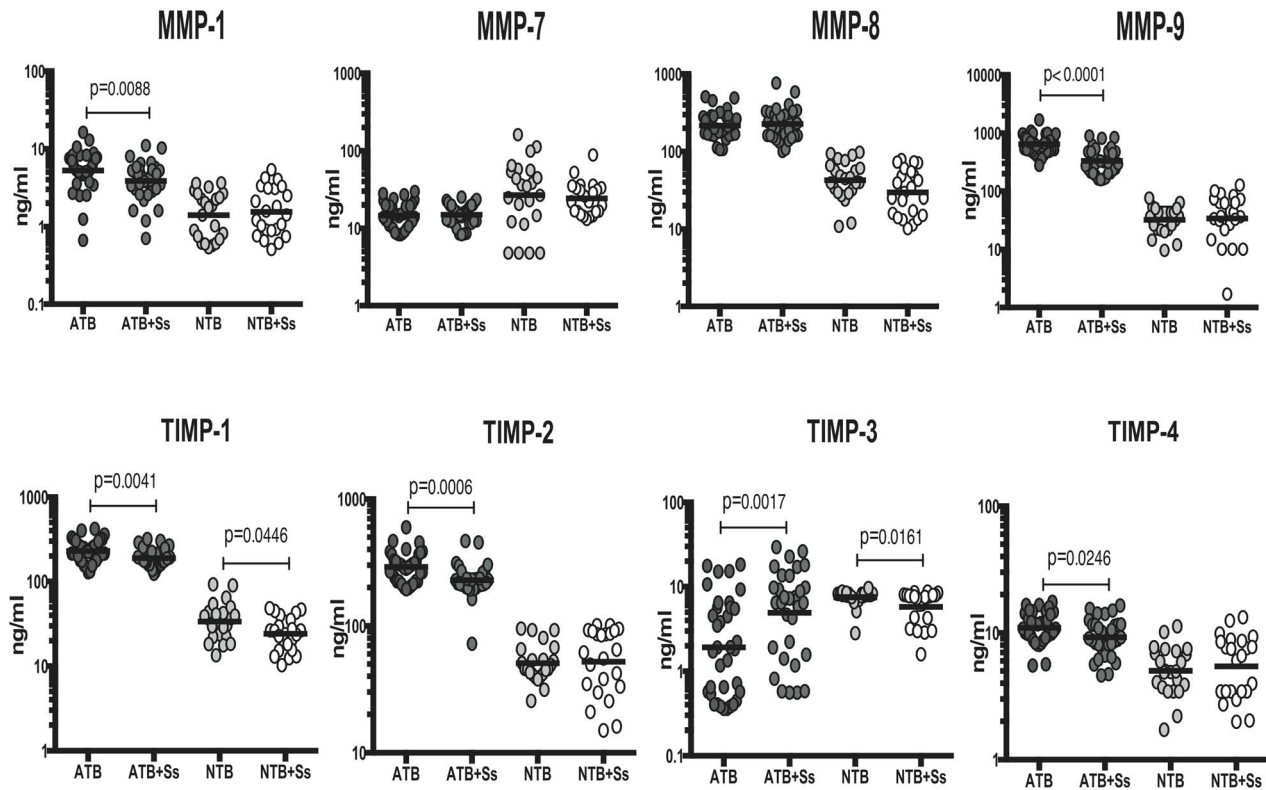 MMP-1
MMP-7
MMP-8
MMP-9
100
10
1
0.1
ng/ml
p=0.0088
ATB
ATB+Ss
NTB
NTB+Ss
1000
100
10
1
ng/ml
ATB
ATB+Ss
NTB
NTB+Ss
1000
100
10
1
ng/ml
ATB
ATB+Ss
NTB
NTB+Ss
10000
1000
100
10
1
ng/ml
p<0.0001
ATB
ATB+Ss
NTB
NTB+Ss
TIMP-1
TIMP-2
TIMP-3
TIMP-4
1000
100
10
1
ng/ml
p=0.0041
p=0.0446
ATB
ATB+Ss
NTB
NTB+Ss
1000
100
10
ng/ml
p=0.0006
ATB
ATB+Ss
NTB
NTB+Ss
100
10
1
0.1
ng/ml
p=0.0017
p=0.0161
ATB
ATB+Ss
NTB
NTB+Ss
100
10
1
ng/ml
p=0.0246
ATB
ATB+Ss
NTB
NTB+Ss